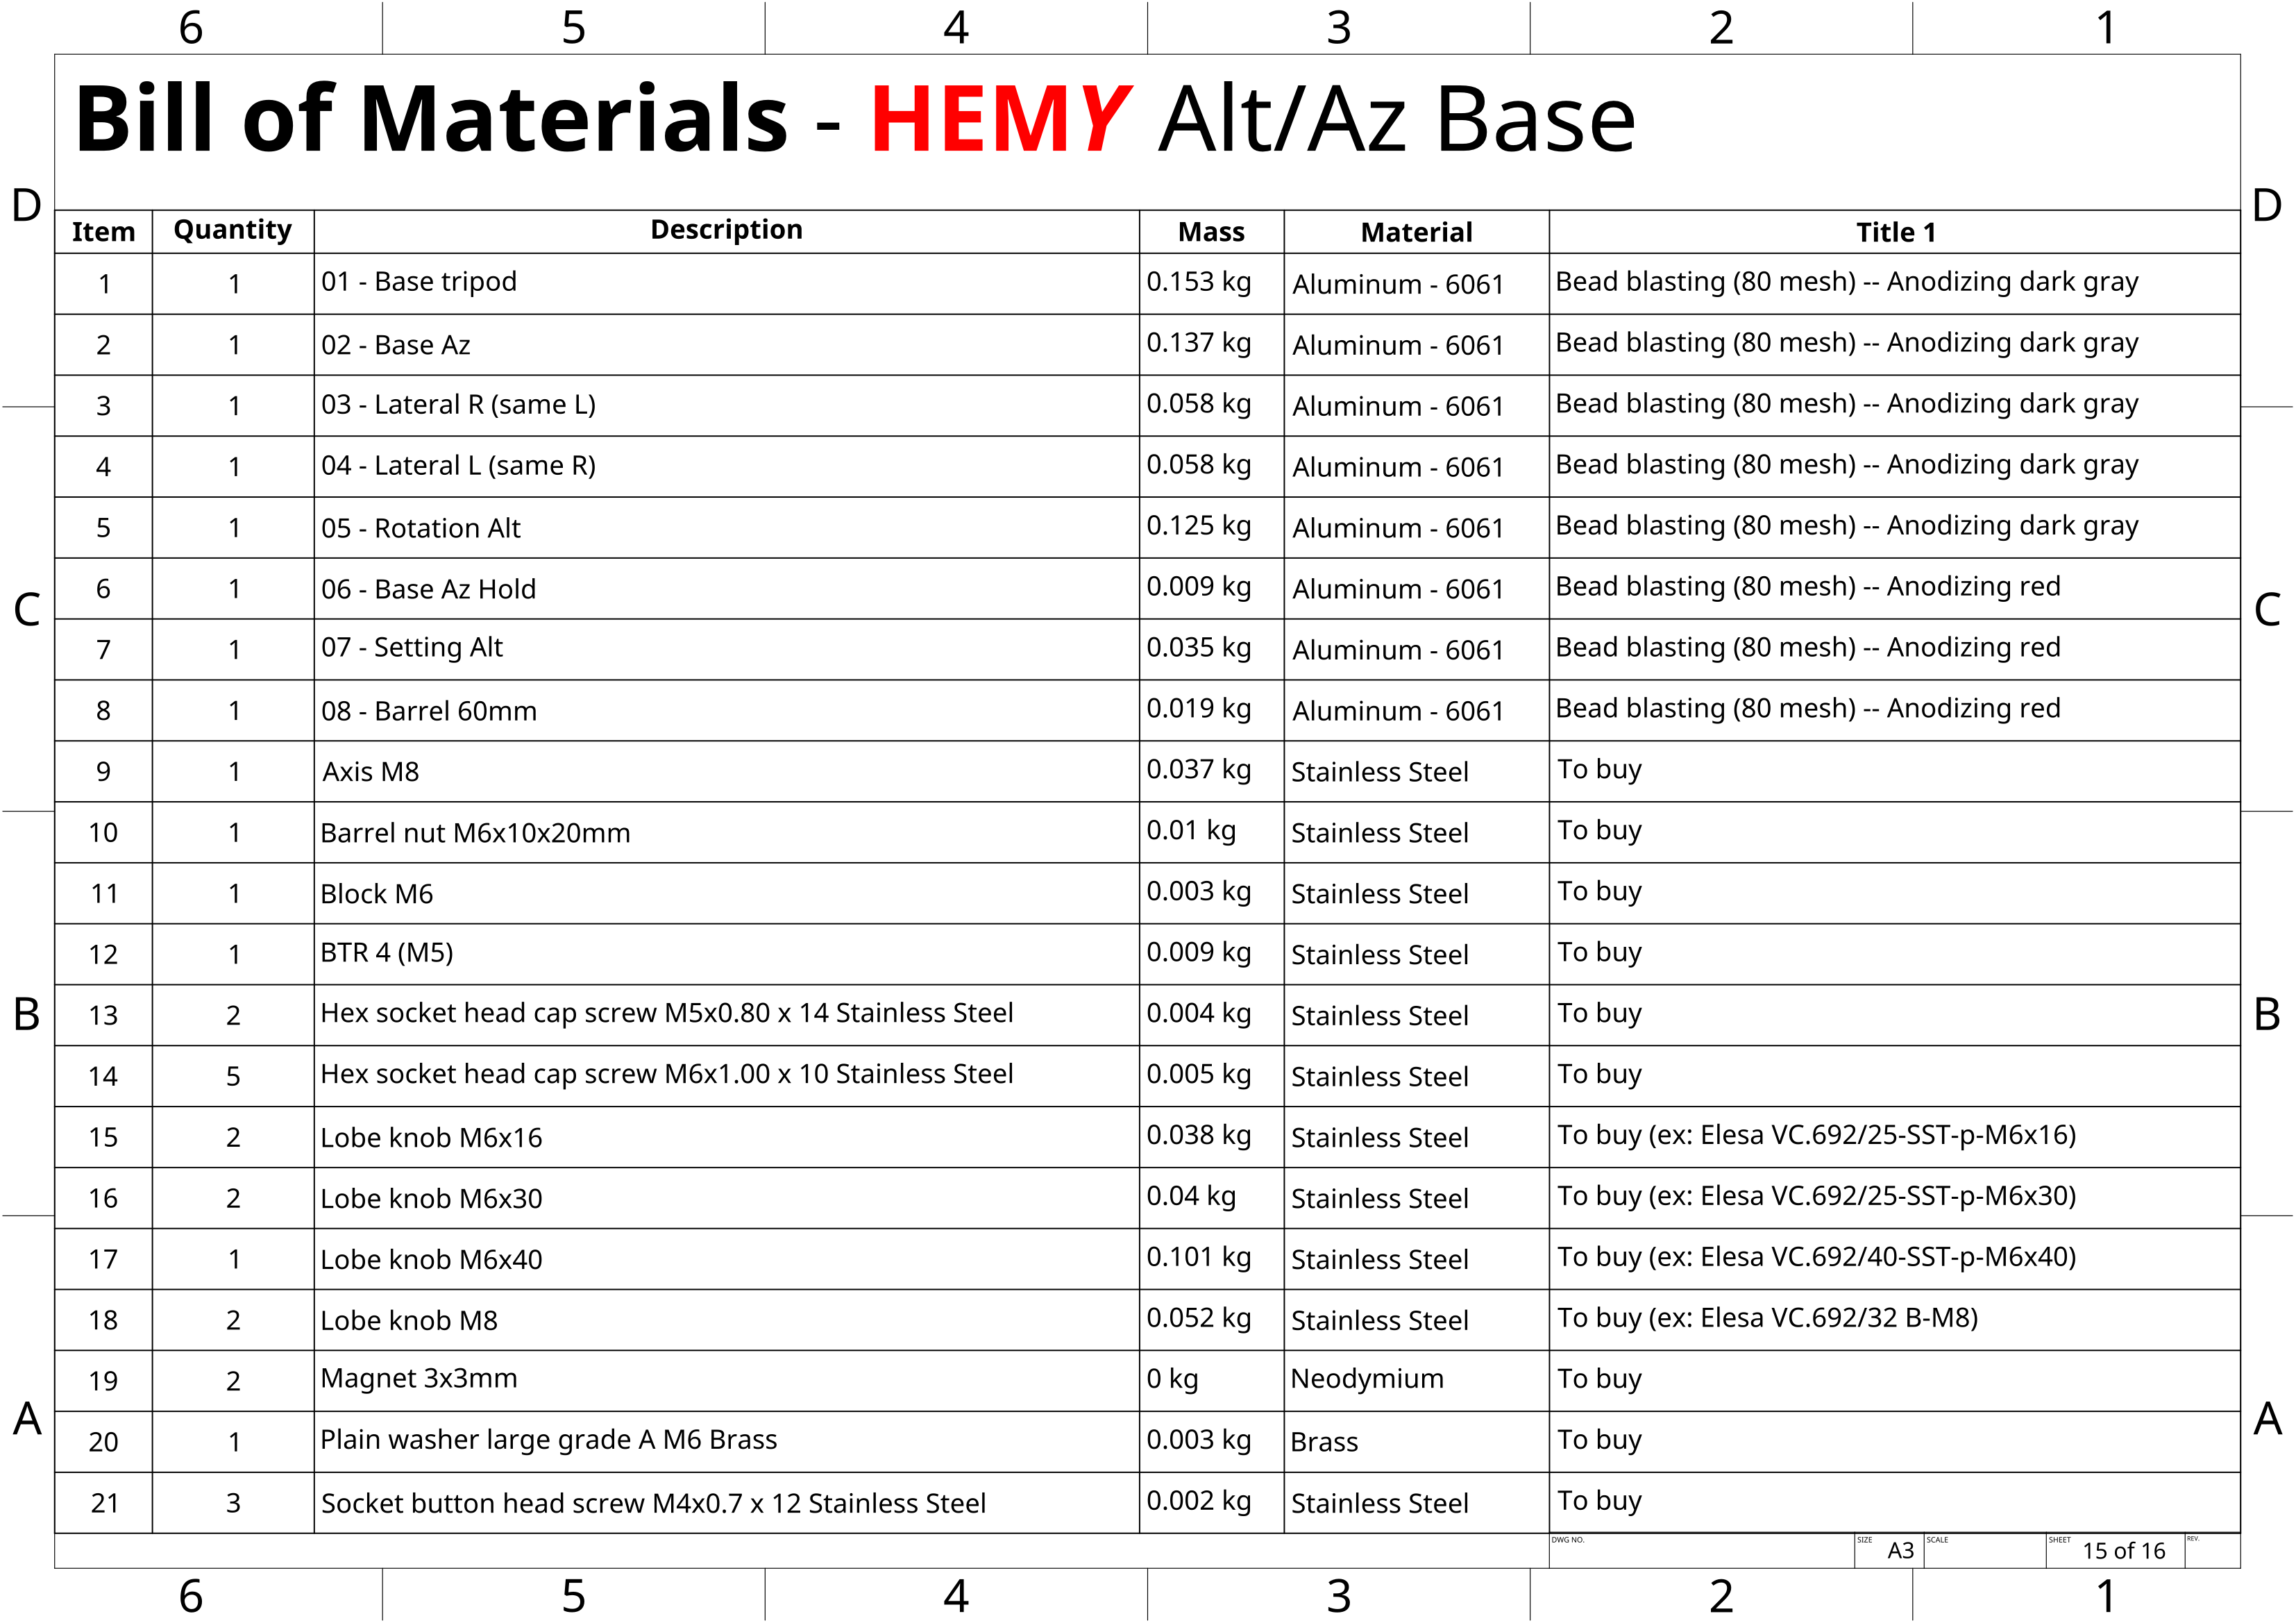 6 5 4 3 2 1
Bill of Materials - HEMY Alt/Az Base
D D
Item Quantity Description Mass Material Title 1
1 1 01 - Base tripod 0.153 kg Aluminum - 6061 Bead blasting (80 mesh) -- Anodizing dark gray
2 1 02 - Base Az 0.137 kg Aluminum - 6061 Bead blasting (80 mesh) -- Anodizing dark gray
3 1 03 - Lateral R (same L) 0.058 kg Aluminum - 6061 Bead blasting (80 mesh) -- Anodizing dark gray
4 1 04 - Lateral L (same R) 0.058 kg Aluminum - 6061 Bead blasting (80 mesh) -- Anodizing dark gray
5 1 05 - Rotation Alt 0.125 kg Aluminum - 6061 Bead blasting (80 mesh) -- Anodizing dark gray
6 1 06 - Base Az Hold 0.009 kg Aluminum - 6061 Bead blasting (80 mesh) -- Anodizing red
C C
7 1 07 - Setting Alt 0.035 kg Aluminum - 6061 Bead blasting (80 mesh) -- Anodizing red
8 1 08 - Barrel 60mm 0.019 kg Aluminum - 6061 Bead blasting (80 mesh) -- Anodizing red
9 1 Axis M8 0.037 kg Stainless Steel To buy
10 1 Barrel nut M6x10x20mm 0.01 kg Stainless Steel To buy
11 1 Block M6 0.003 kg Stainless Steel To buy
12 1 BTR 4 (M5) 0.009 kg Stainless Steel To buy
B B
13 2 Hex socket head cap screw M5x0.80 x 14 Stainless Steel 0.004 kg Stainless Steel To buy
14 5 Hex socket head cap screw M6x1.00 x 10 Stainless Steel 0.005 kg Stainless Steel To buy
15 2 Lobe knob M6x16 0.038 kg Stainless Steel To buy (ex: Elesa VC.692/25-SST-p-M6x16)
16 2 Lobe knob M6x30 0.04 kg Stainless Steel To buy (ex: Elesa VC.692/25-SST-p-M6x30)
17 1 Lobe knob M6x40 0.101 kg Stainless Steel To buy (ex: Elesa VC.692/40-SST-p-M6x40)
18 2 Lobe knob M8 0.052 kg Stainless Steel To buy (ex: Elesa VC.692/32 B-M8)
19 2 Magnet 3x3mm 0 kg Neodymium To buy
A A
20 1 Plain washer large grade A M6 Brass 0.003 kg Brass To buy
21 3 Socket button head screw M4x0.7 x 12 Stainless Steel 0.002 kg Stainless Steel To buy
DWG NO. SIZE A3 SCALE SHEET 15 of 16 REV.
6 5 4 3 2 1